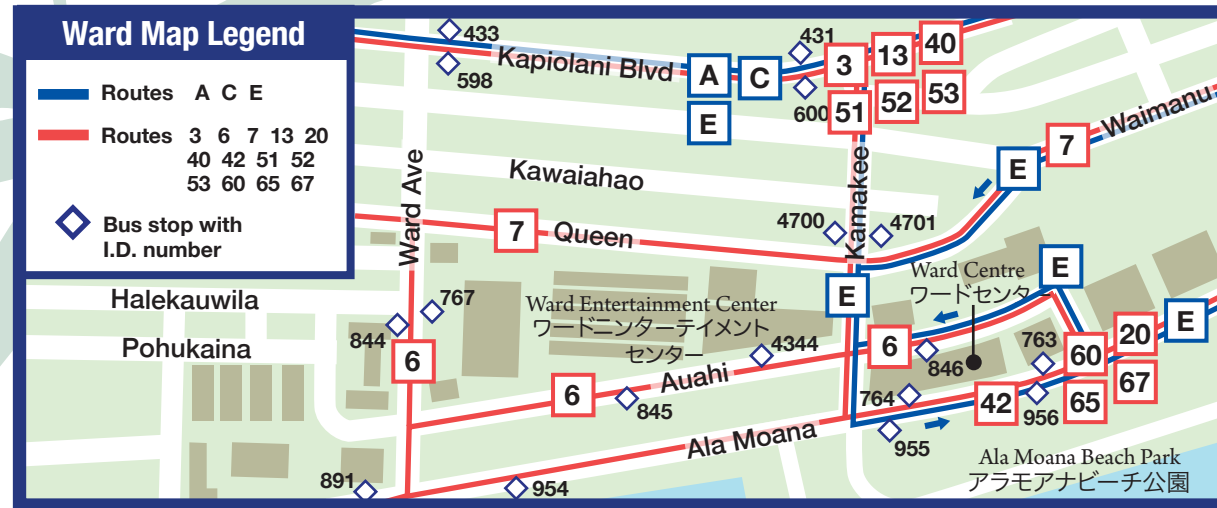 Ward Map Legend
Routes A C E
Routes 3 6 7 13 20
40 42 51 52
53 60 65 67
Bus stop with
I.D. number
433
598
Kapiolani Blvd
A
C
E
431
600
3
13
40
51
52
53
Waimanu
7
E
Ward Ave
Kawaiahao
Kamakee
4700
4701
7
Queen
Halekauwila
Pohukaina
767
844
6
Ward Entertainment Center
ワードニンターテイメント
センター
E
Ward Centre
ワードセンター
E
E
20
60
67
65
763
6
846
4344
Auahi
6
845
764
42
956
955
Ala Moana
891
954
Ala Moana Beach Park
アラモアナビーチ公園